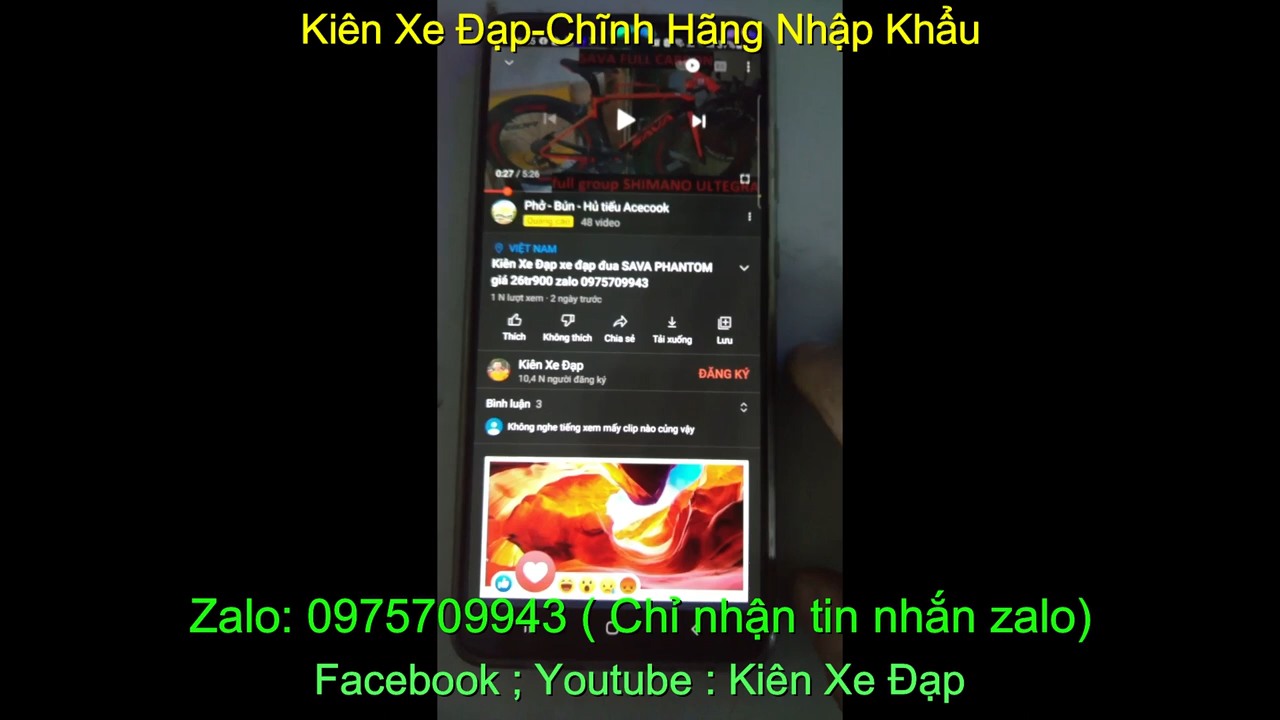 Kiên Xe Đạp-Chĩnh Hãng Nhập Khẩu
SAVA FULL CARBON
full group SHIMANO ULTEGRA
0:27 / 5:26
Phở - Bún - Hủ tiếu Acecook
Quảng cáo 48 video
VIỆT NAM
Kiên Xe Đạp xe đạp đua SAVA PHANTOM
giá 26tr900 zalo 0975709943
1 N lượt xem · 2 ngày trước
Thích Không thích Chia sẻ Tải xuống Lưu
Kiên Xe Đạp
10,4 N người đăng ký
ĐĂNG KÝ
Bình luận 3
Không nghe tiếng xem mấy clip nào cúng vậy
Zalo: 0975709943 ( Chỉ nhận tin nhắn zalo)
Facebook ; Youtube : Kiên Xe Đạp